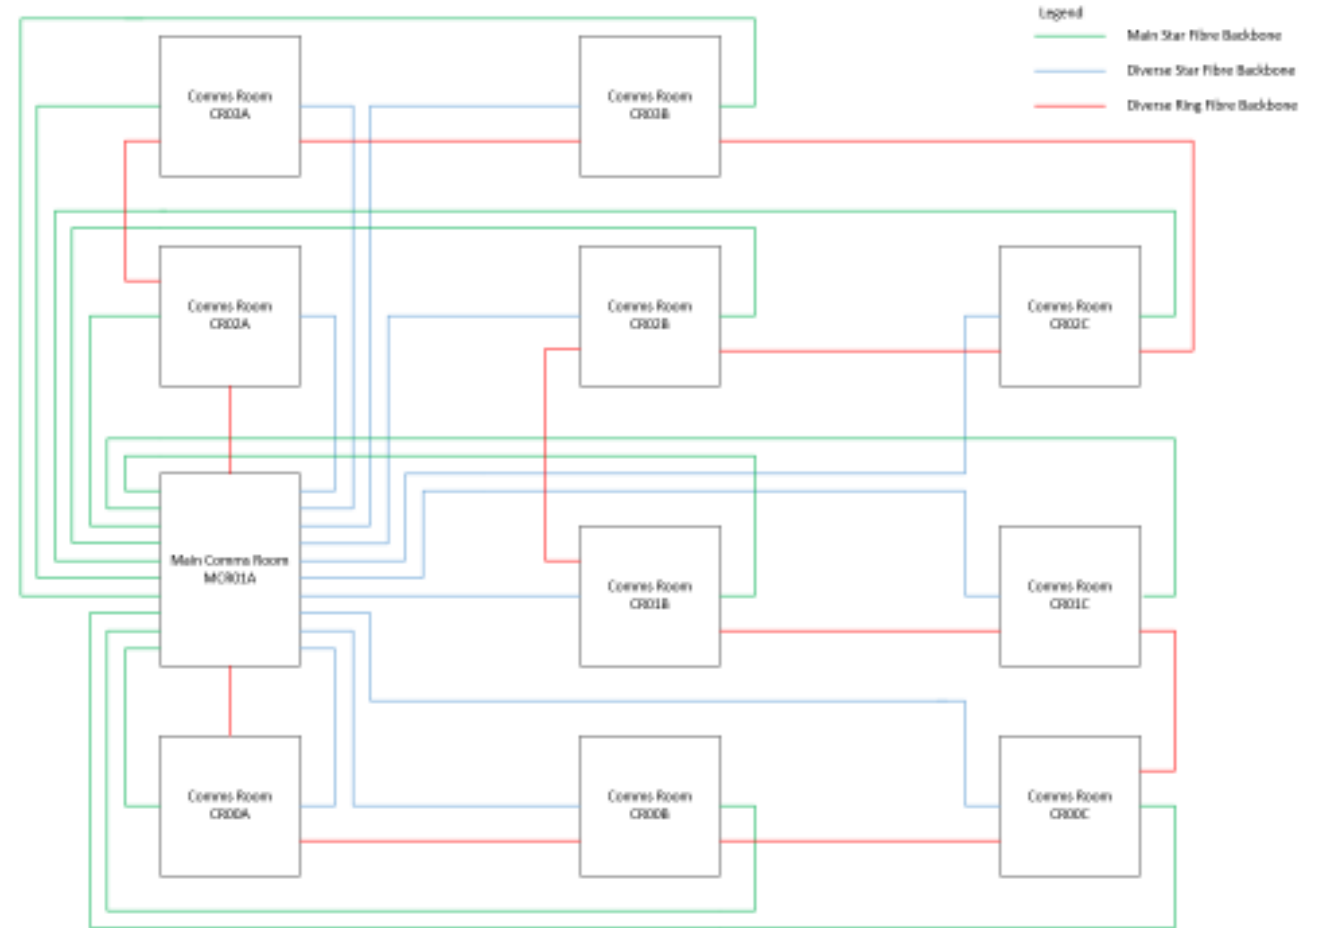 Legend
Main Star Fibre Backbone
Diverse Star Fibre Backbone
Diverse Ring Fibre Backbone
Comms Room
CR03A
Comms Room
CR03B
Comms Room
CR02A
Comms Room
CR02B
Comms Room
CR02C
Main Comms Room
MCR01A
Comms Room
CR01B
Comms Room
CR01C
Comms Room
CR00A
Comms Room
CR00B
Comms Room
CR00C